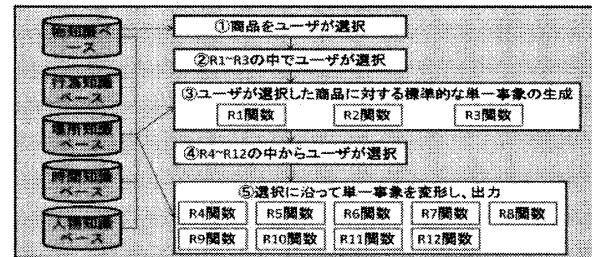 物知識ベ
ース
行為知識
ベース
場所知識
ベース
時間知識
ベース
人物知識
ベース
①商品をユーザが選択
②R1~R3の中でユーザが選択
③ユーザが選択した商品に対する標準的な単一事象の生成
R1関数 R2関数 R3関数
④R4~R12の中からユーザが選択
⑤選択に沿って単一事象を変形し、出力
R4関数 R5関数 R6関数 R7関数 R8関数
R9関数 R10関数 R11関数 R12関数